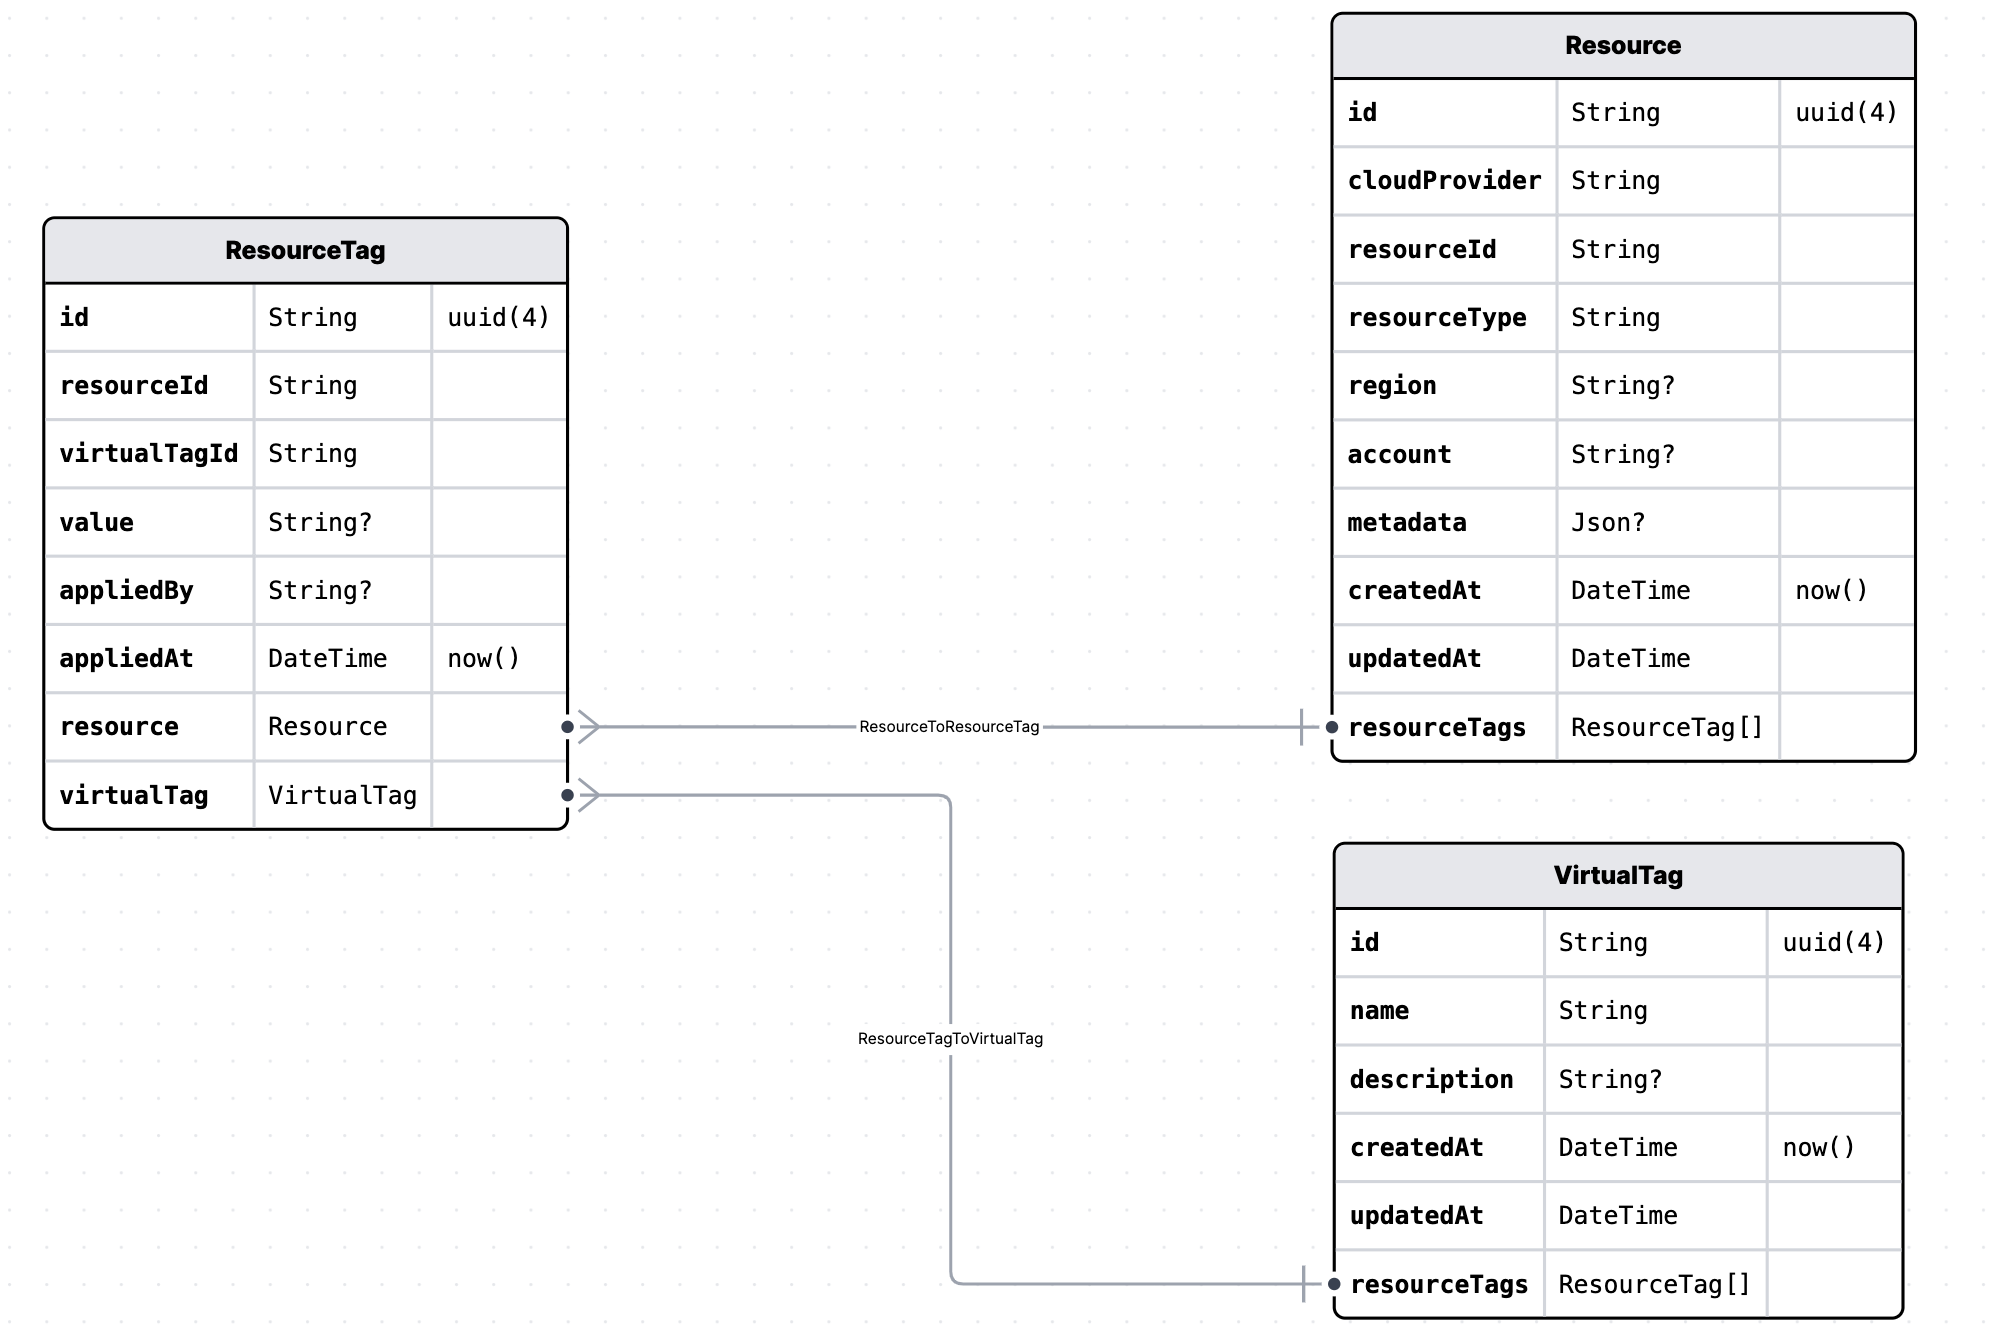 ResourceTag
id String uuid(4)
resourceId String
virtualTagId String
value String?
appliedBy String?
appliedAt DateTime now()
resource Resource
virtualTag VirtualTag
ResourceToResourceTag
ResourceTagToVirtualTag
Resource
id String uuid(4)
cloudProvider String
resourceId String
resourceType String
region String?
account String?
metadata Json?
createdAt DateTime now()
updatedAt DateTime
resourceTags ResourceTag[]
VirtualTag
id String uuid(4)
name String
description String?
createdAt DateTime now()
updatedAt DateTime
resourceTags ResourceTag[]